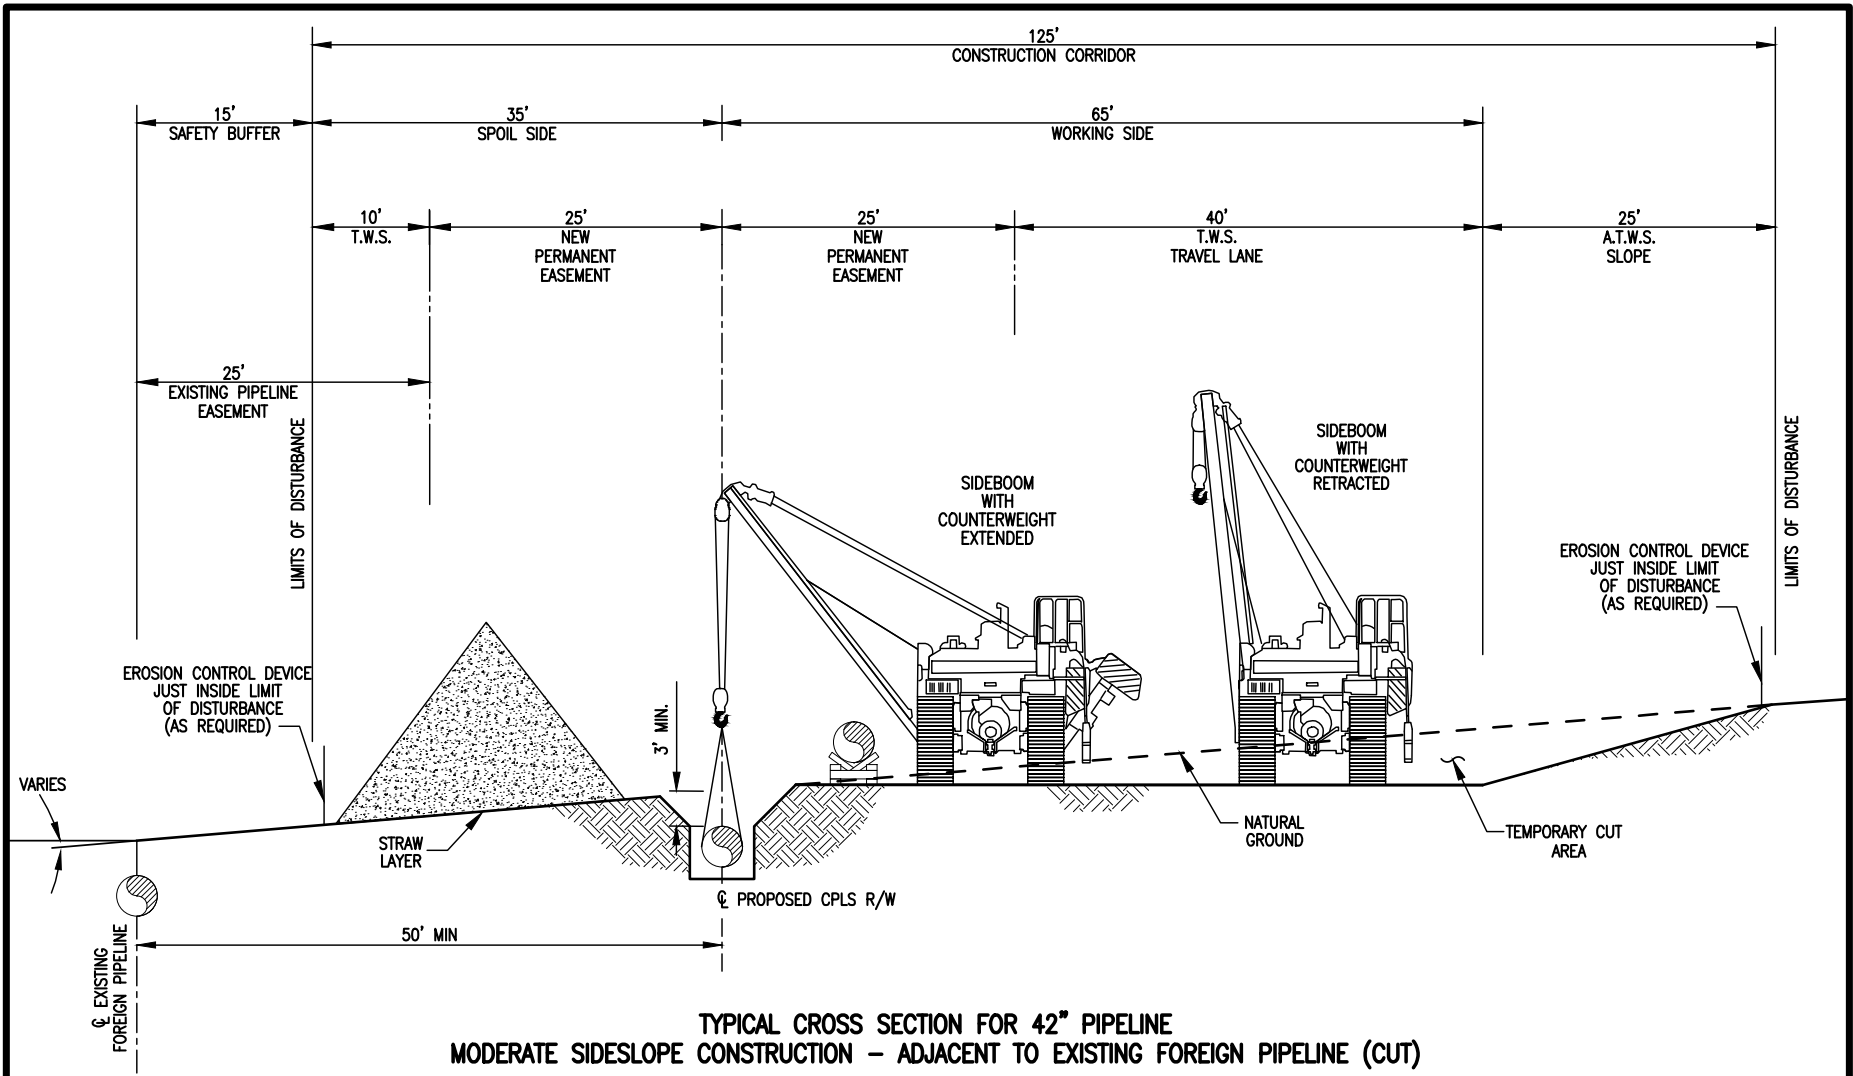 125'
CONSTRUCTION CORRIDOR
15'
SAFETY BUFFER
35'
SPOIL SIDE
65'
WORKING SIDE
10'
T.W.S.
25'
NEW
PERMANENT
EASEMENT
25'
NEW
PERMANENT
EASEMENT
40'
T.W.S.
TRAVEL LANE
25'
A.T.W.S.
SLOPE
25'
EXISTING PIPELINE
EASEMENT
LIMITS OF DISTURBANCE
SIDEBOOM
WITH
COUNTERWEIGHT
EXTENDED
SIDEBOOM
WITH
COUNTERWEIGHT
RETRACTED
LIMITS OF DISTURBANCE
EROSION CONTROL DEVICE
JUST INSIDE LIMIT
OF DISTURBANCE
(AS REQUIRED)
EROSION CONTROL DEVICE
JUST INSIDE LIMIT
OF DISTURBANCE
(AS REQUIRED)
3' MIN.
VARIES
STRAW
LAYER
NATURAL
GROUND
TEMPORARY CUT
AREA
℄ PROPOSED CPLS R/W
50' MIN
℄ EXISTING
FOREIGN PIPELINE
TYPICAL CROSS SECTION FOR 42" PIPELINE
MODERATE SIDESLOPE CONSTRUCTION – ADJACENT TO EXISTING FOREIGN PIPELINE (CUT)